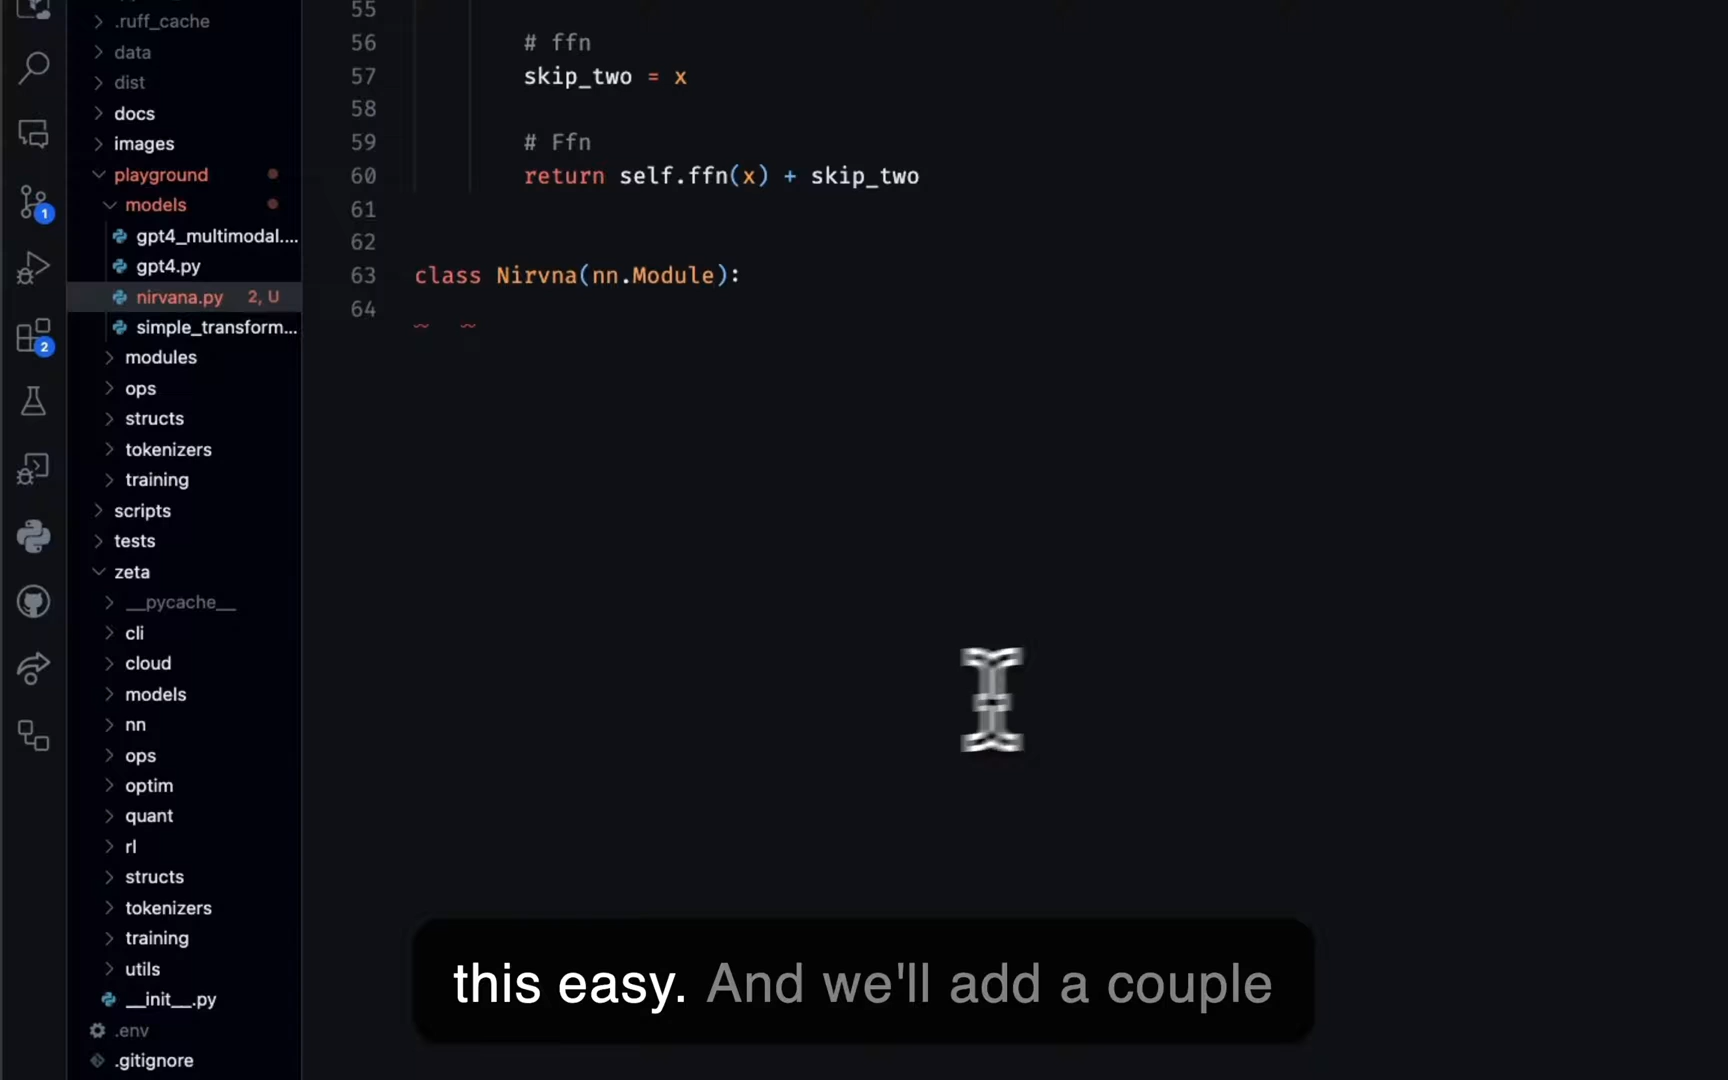 .ruff_cache
data
dist
docs
images
playground
models
gpt4_multimodal....
gpt4.py
nirvana.py 2, U
simple_transform...
modules
ops
structs
tokenizers
training
scripts
tests
zeta
__pycache__
cli
cloud
models
nn
ops
optim
quant
rl
structs
tokenizers
training
utils
__init__.py
.env
.gitignore
1
2
55
56 # ffn
57 skip_two = x
58
59 # Ffn
60 return self.ffn(x) + skip_two
61
62
63 class Nirvna(nn.Module):
64
this easy. And we'll add a couple